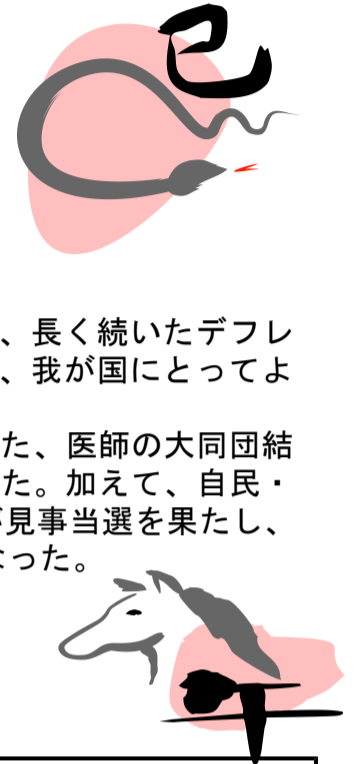 巳
、長く続いたデフレ
、我が国にとってよ
た、医師の大同団結
た。加えて、自民・
が見事当選を果たし、
なった。
午